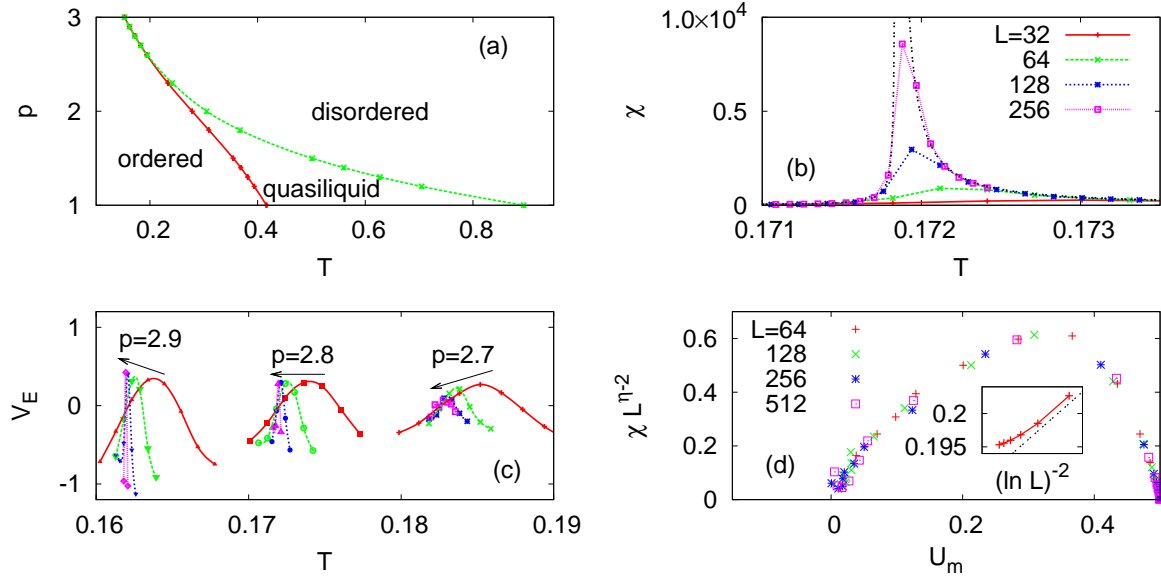 3
2
1
p
0.2
0.4
0.6
0.8
T
(a)
ordered
quasiliquid
disordered
1.0×10⁴
0.5×10⁴
0
χ
0.171
0.172
0.173
T
(b)
L=32
64
128
256
1
0
-1
V_E
0.16
0.17
0.18
0.19
T
(c)
p=2.9
p=2.8
p=2.7
0.6
0.4
0.2
0
χ L^{η-2}
0
0.2
0.4
U_m
(d)
L=64
128
256
512
0.2
0.195
(ln L)^{-2}